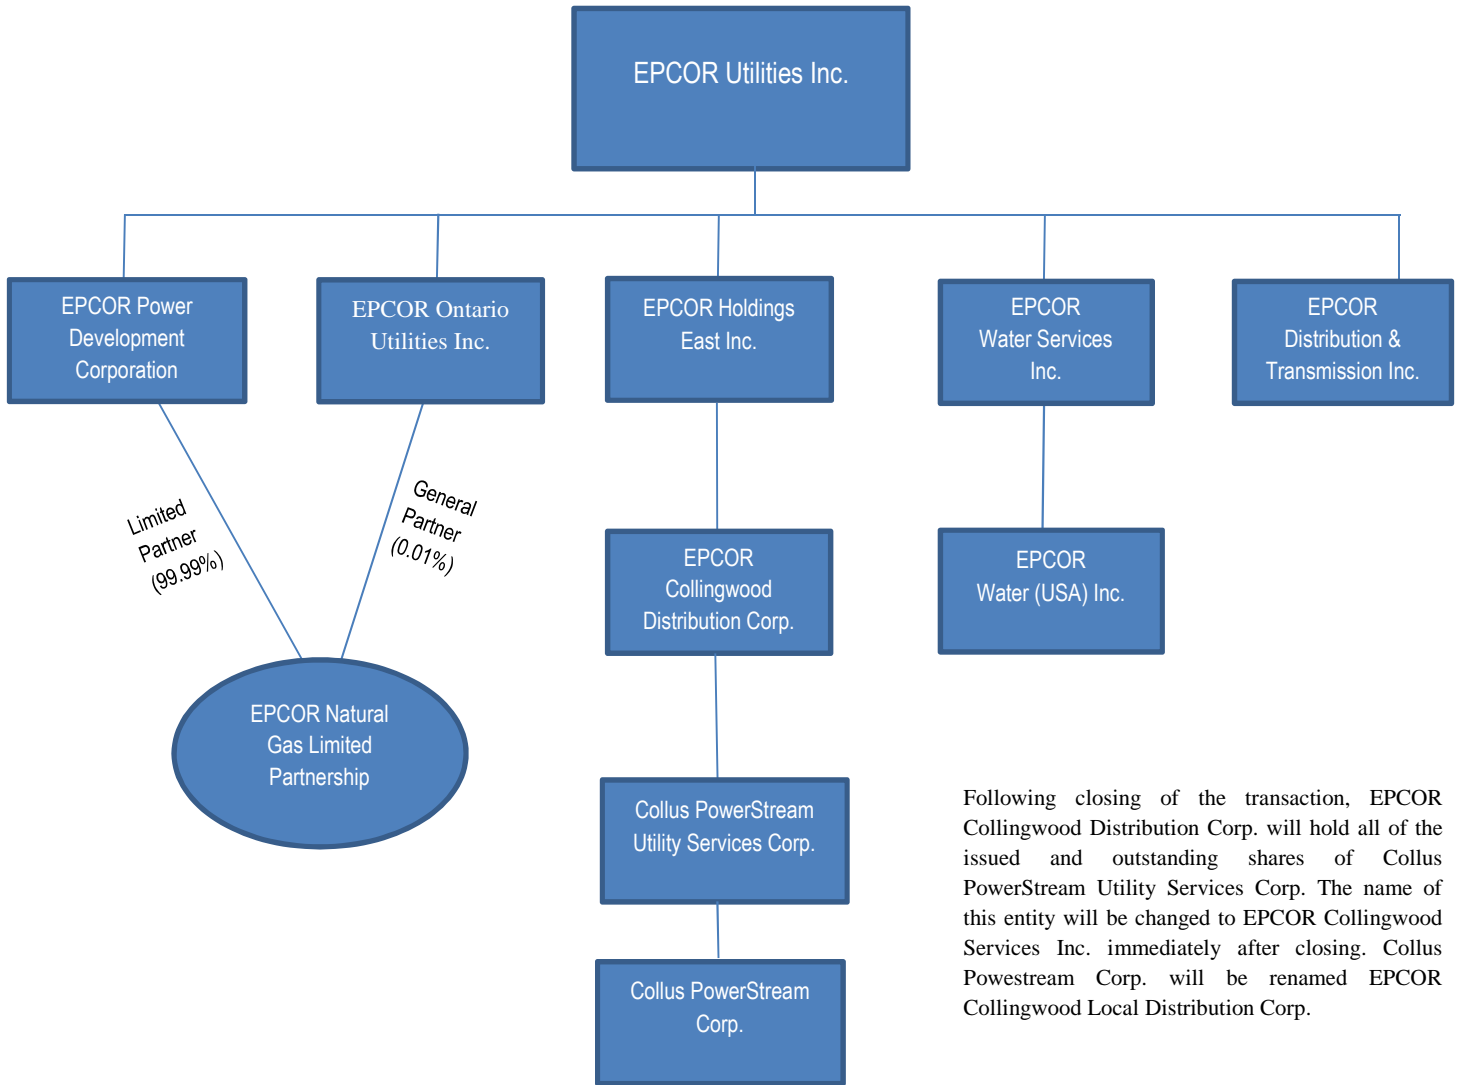 EPCOR Utilities Inc.
EPCOR Power
Development
Corporation
EPCOR Ontario
Utilities Inc.
EPCOR Holdings
East Inc.
EPCOR
Water Services
Inc.
EPCOR
Distribution &
Transmission Inc.
Limited
Partner
(99.99%)
General
Partner
(0.01%)
EPCOR
Collingwood
Distribution Corp.
EPCOR
Water (USA) Inc.
EPCOR Natural
Gas Limited
Partnership
Collus PowerStream
Utility Services Corp.
Collus PowerStream
Corp.
Following closing of the transaction, EPCOR
Collingwood Distribution Corp. will hold all of the
issued and outstanding shares of Collus
PowerStream Utility Services Corp. The name of
this entity will be changed to EPCOR Collingwood
Services Inc. immediately after closing. Collus
Powestream Corp. will be renamed EPCOR
Collingwood Local Distribution Corp.